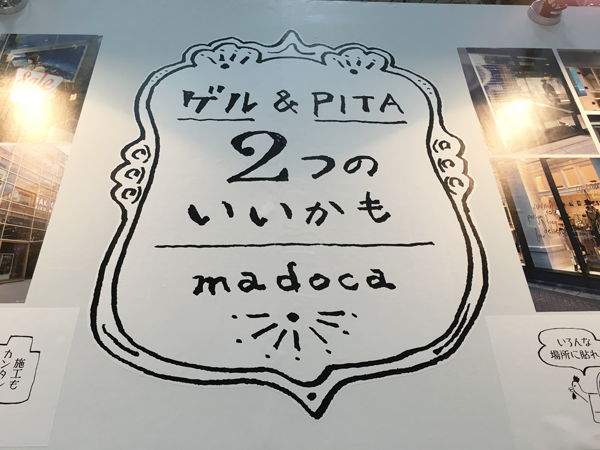 Sale
ゲル & PITA
2つの
いいかも
madoca
施工も
カンタン
いろんな
場所に貼れ